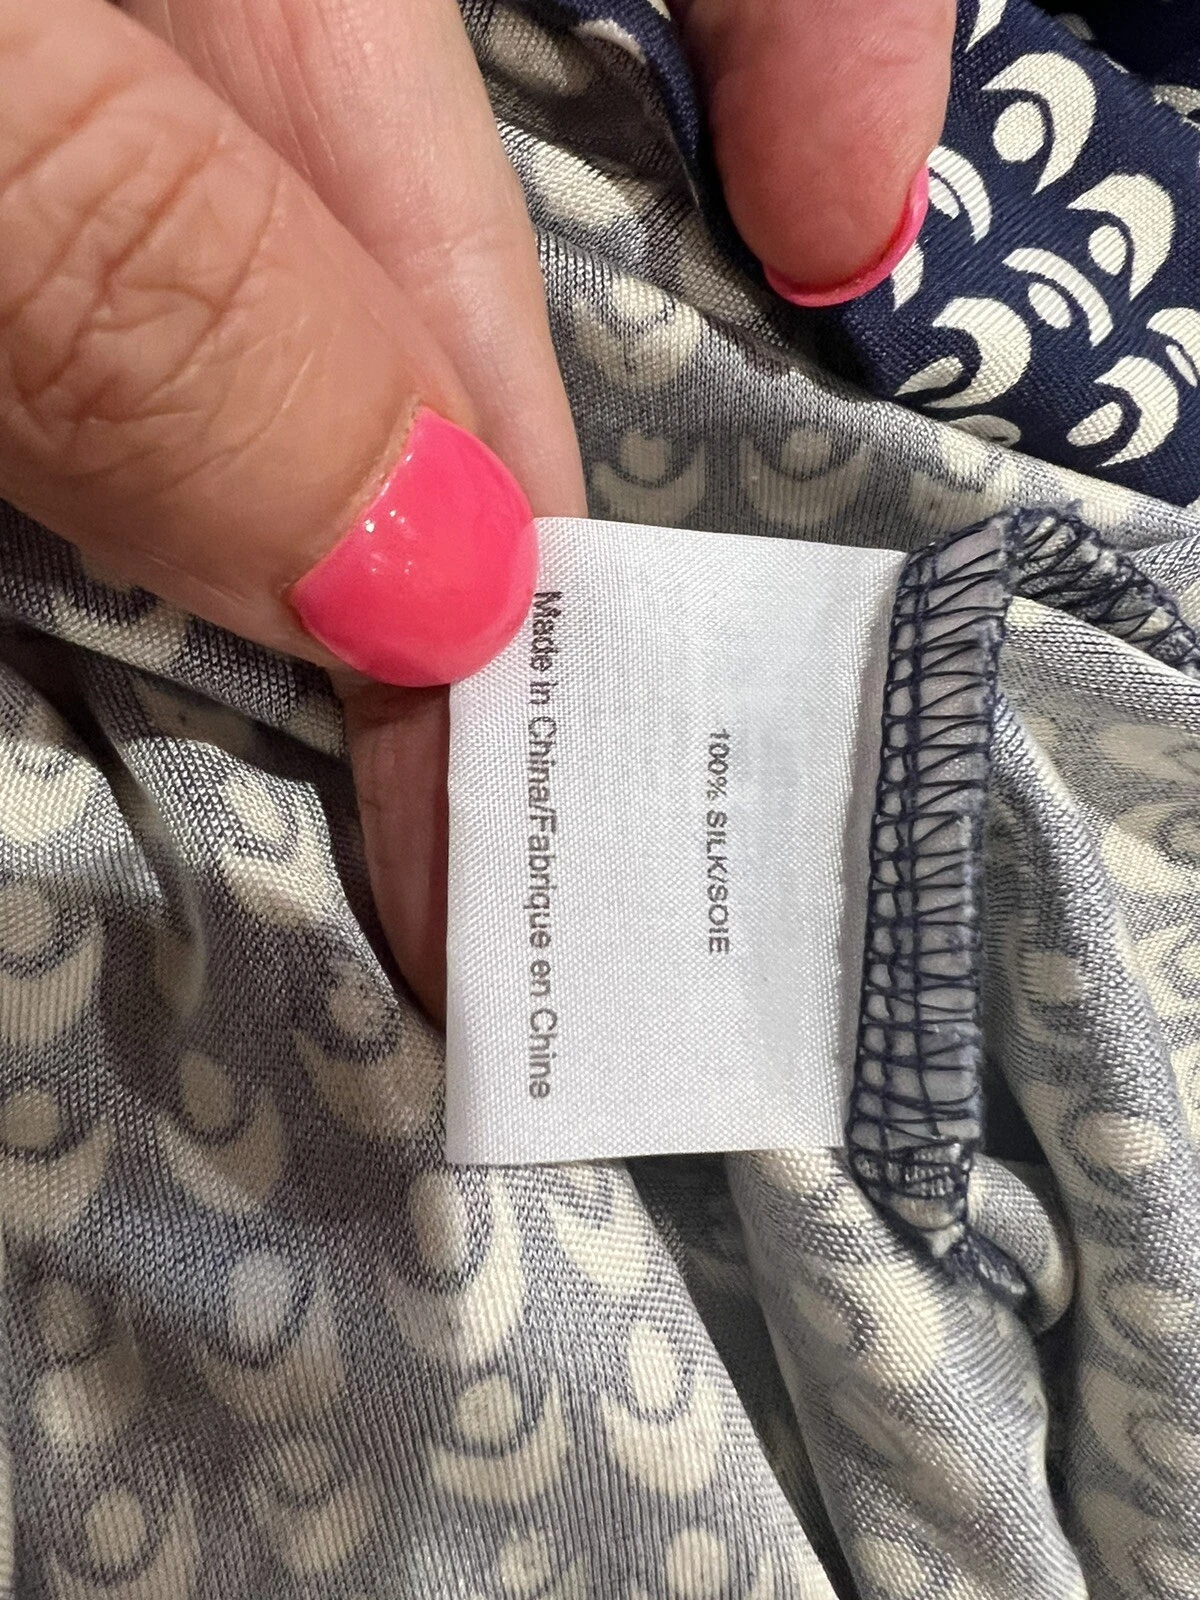 100% SILK/SOIE
Made in China/Fabrique en Chine